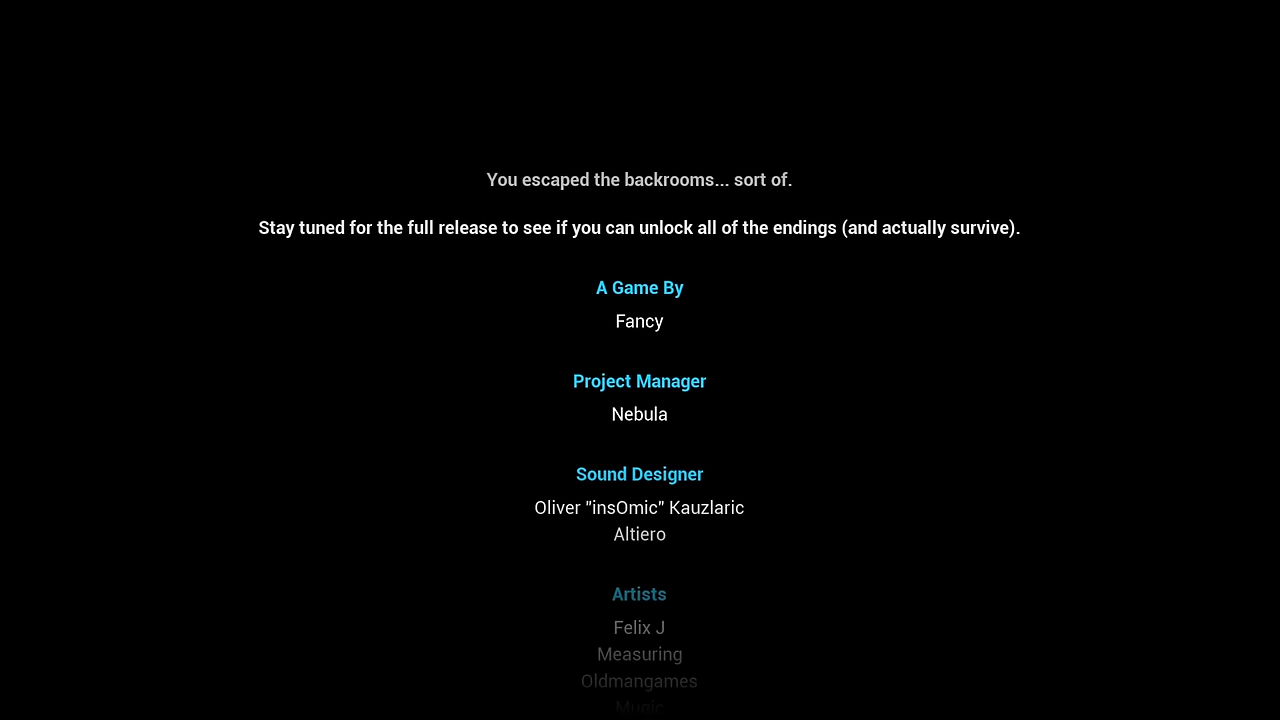 You escaped the backrooms... sort of.
Stay tuned for the full release to see if you can unlock all of the endings (and actually survive).
A Game By
Fancy
Project Manager
Nebula
Sound Designer
Oliver "insOmic" Kauzlaric
Altiero
Artists
Felix J
Measuring
Oldmangames